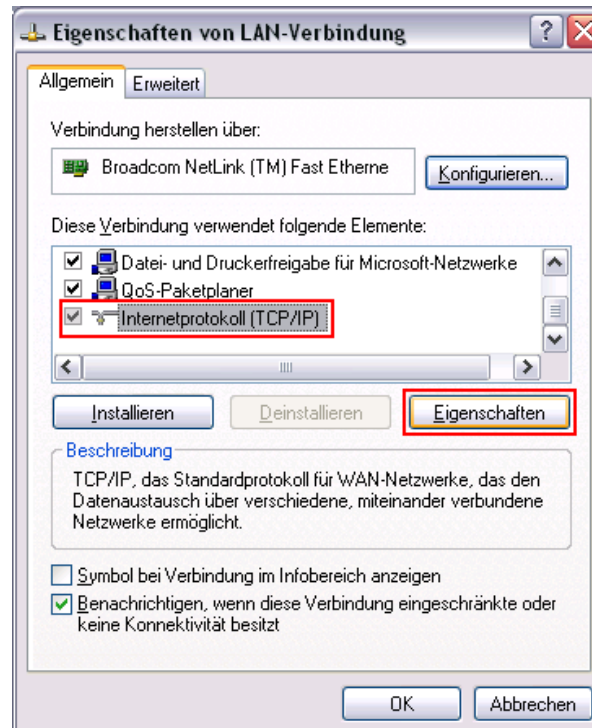 Eigenschaften von LAN-Verbindung
Allgemein
Erweitert
Verbindung herstellen über:
Broadcom NetLink (TM) Fast Etherne
Konfigurieren...
Diese Verbindung verwendet folgende Elemente:
Datei- und Druckerfreigabe für Microsoft-Netzwerke
QoS-Paketplaner
Internetprotokoll (TCP/IP)
Installieren
Deinstallieren
Eigenschaften
Beschreibung
TCP/IP, das Standardprotokoll für WAN-Netzwerke, das den
Datenaustausch über verschiedene, miteinander verbundene
Netzwerke ermöglicht.
Symbol bei Verbindung im Infobereich anzeigen
Benachrichtigen, wenn diese Verbindung eingeschränkte oder
keine Konnektivität besitzt
OK
Abbrechen